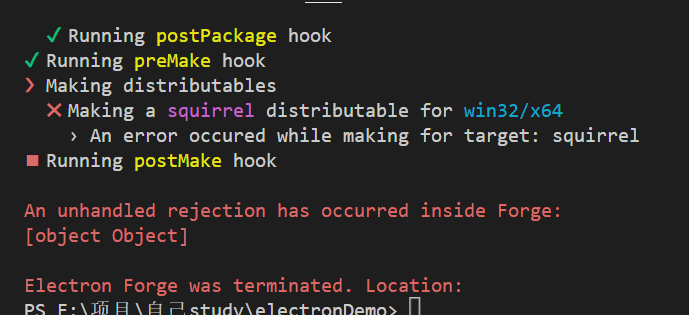 ✓ Running postPackage hook
✓ Running preMake hook
❯ Making distributables
✖ Making a squirrel distributable for win32/x64
› An error occured while making for target: squirrel
■ Running postMake hook
An unhandled rejection has occurred inside Forge:
[object Object]
Electron Forge was terminated. Location:
PS E:\项目\自己study\electronDemo>